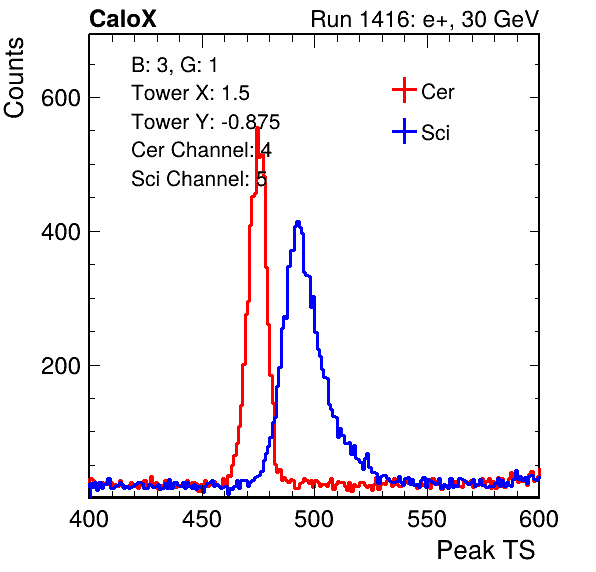 CaloX Run 1416: e+, 30 GeV
Counts
B: 3, G: 1
Tower X: 1.5
Tower Y: -0.875
Cer Channel: 4
Sci Channel: 5
Cer
Sci
600
400
200
400 450 500 550 600
Peak TS